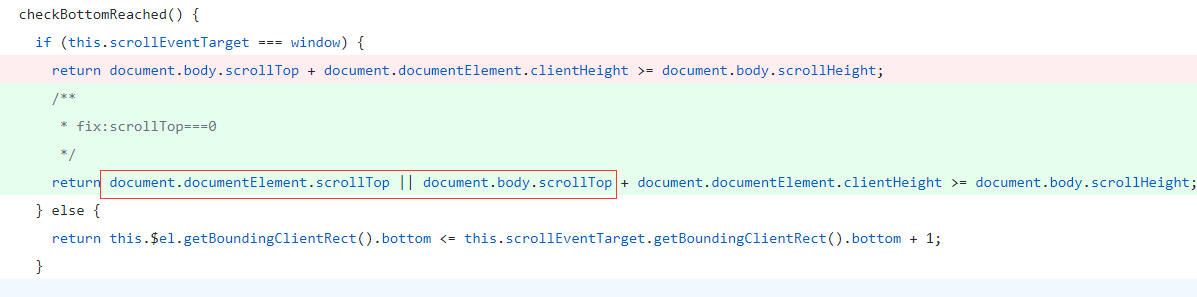 checkBottomReached() {
if (this.scrollEventTarget === window) {
return document.body.scrollTop + document.documentElement.clientHeight >= document.body.scrollHeight;
/**
* fix:scrollTop===0
*/
return document.documentElement.scrollTop || document.body.scrollTop + document.documentElement.clientHeight >= document.body.scrollHeight;
} else {
return this.$el.getBoundingClientRect().bottom <= this.scrollEventTarget.getBoundingClientRect().bottom + 1;
}